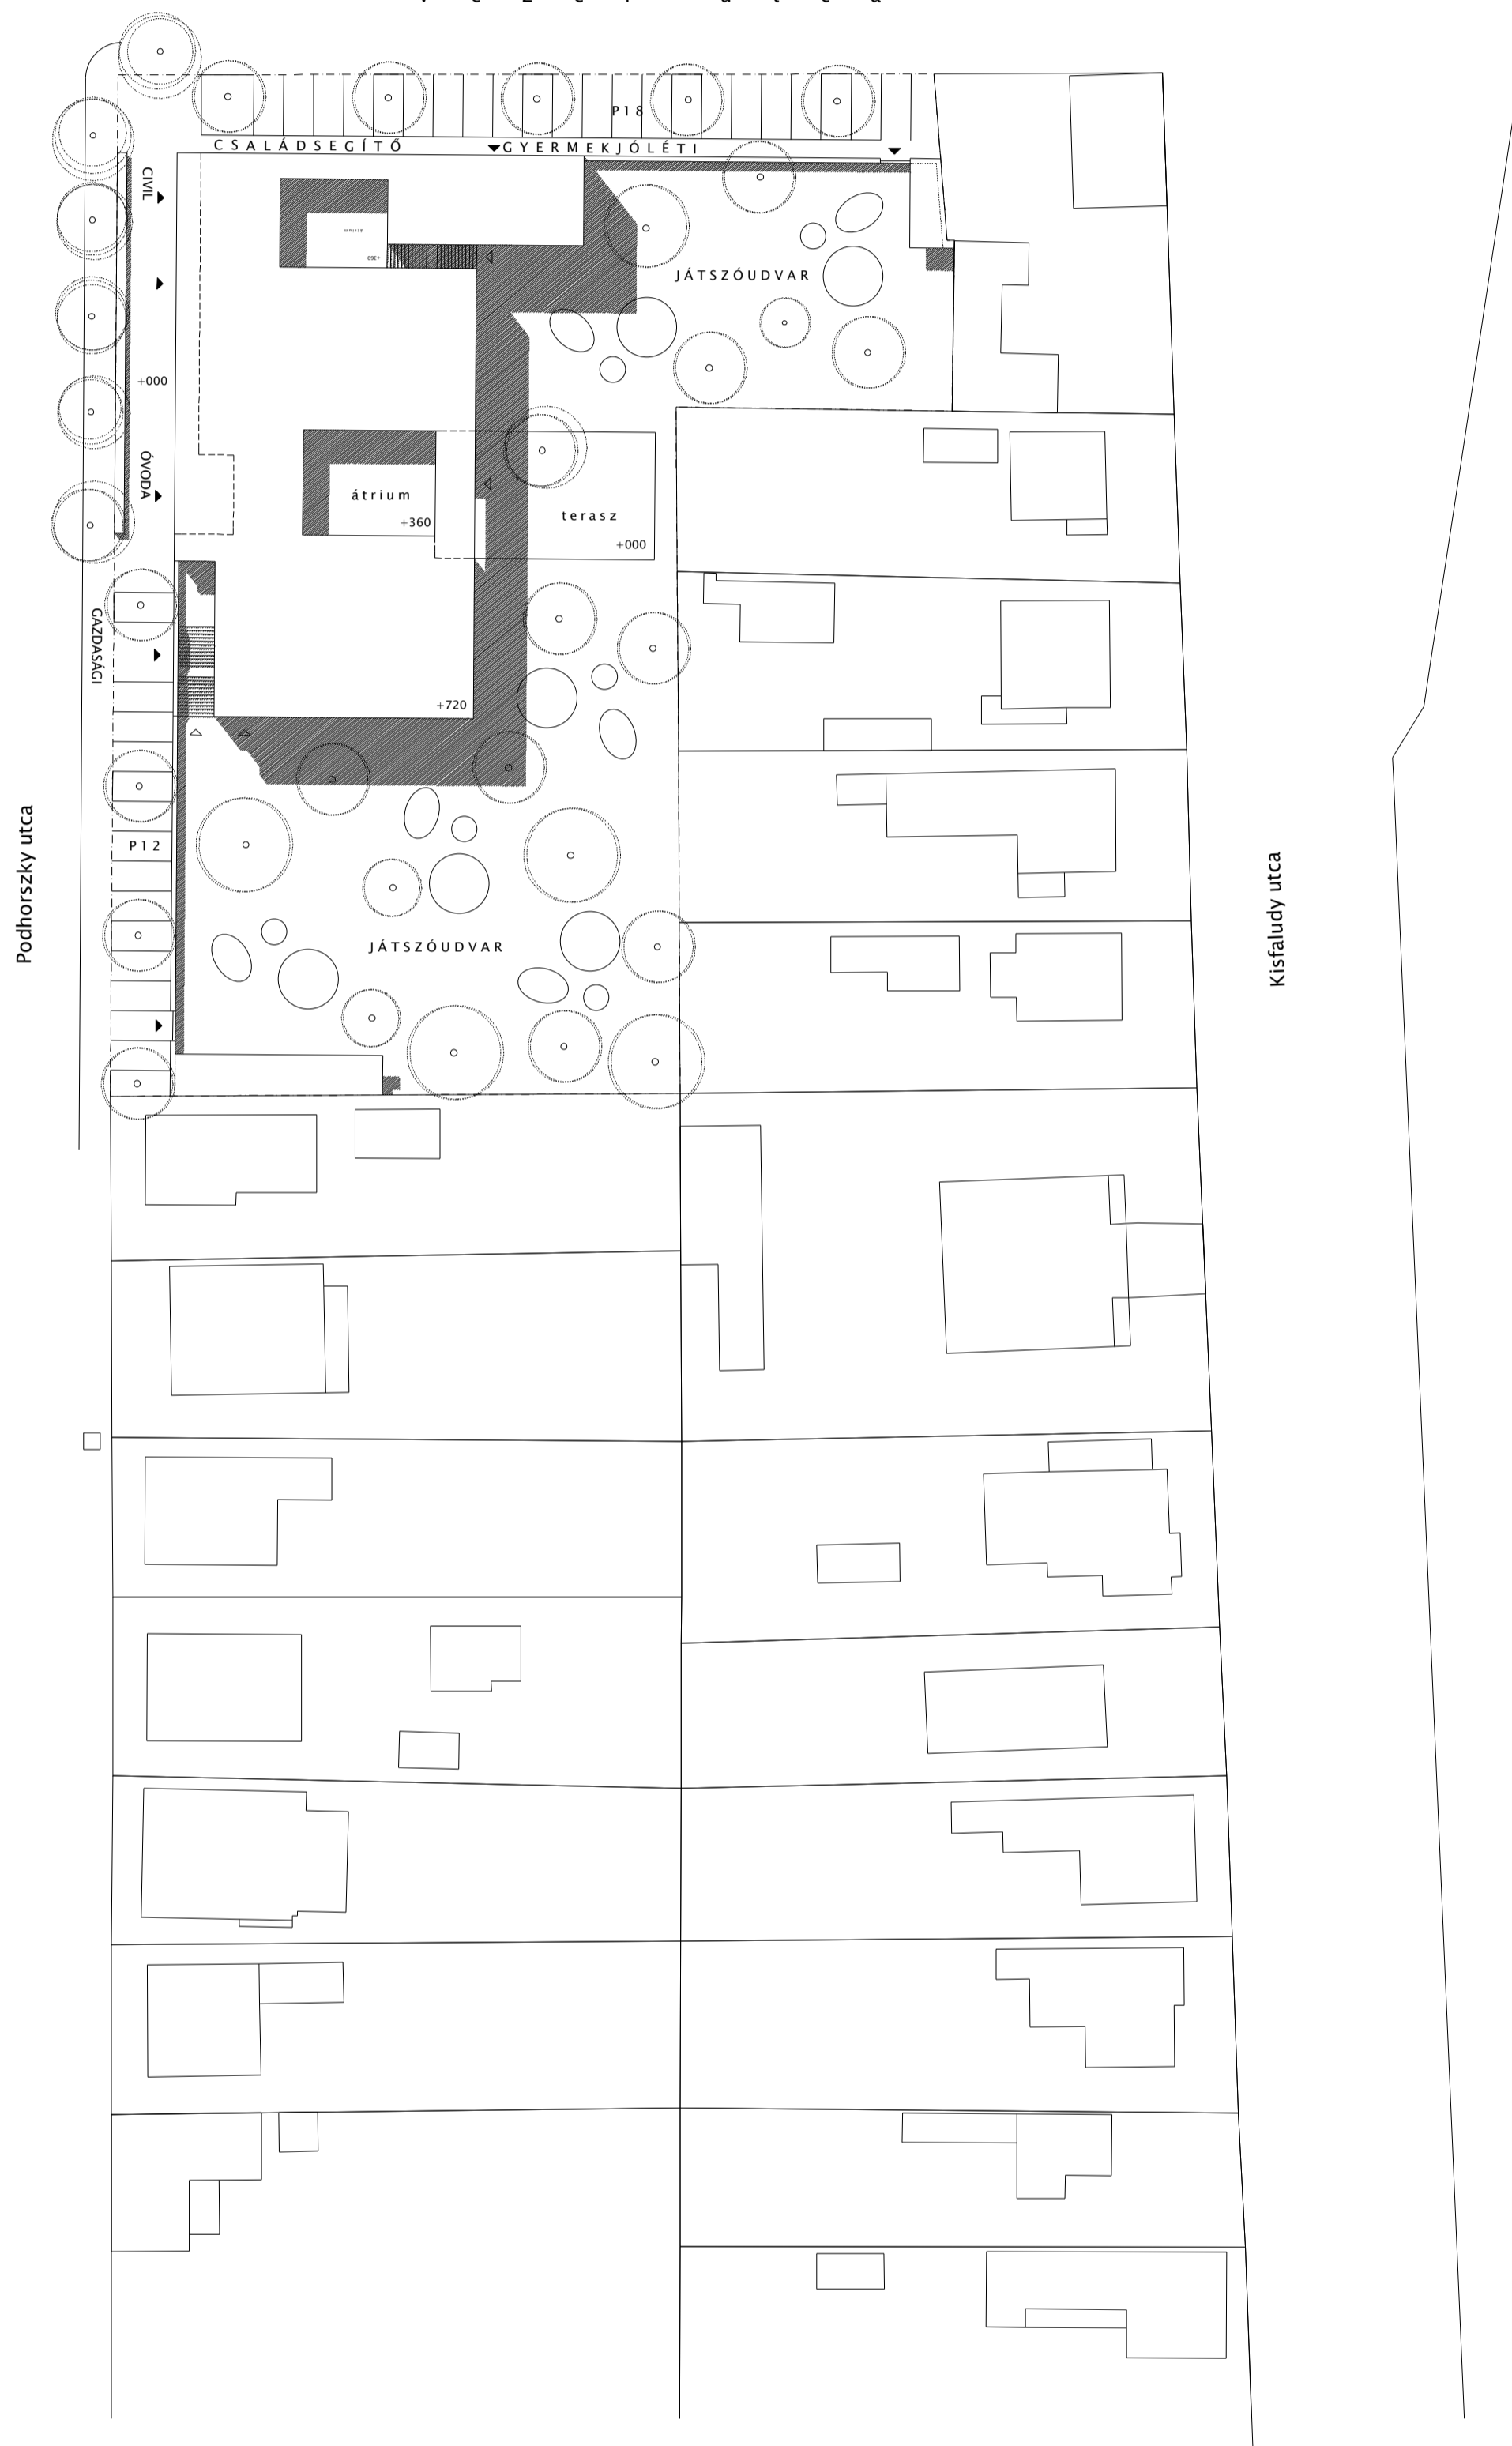 P18
CSALÁDSEGÍTŐ
GYERMEKJÓLÉTI
CIVIL
átrium
JÁTSZÓUDVAR
+000
ÓVODA
átrium
+360
terasz
+000
GAZDASÁGI
+720
Podhorszky utca
P12
Kisfaludy utca
JÁTSZÓUDVAR